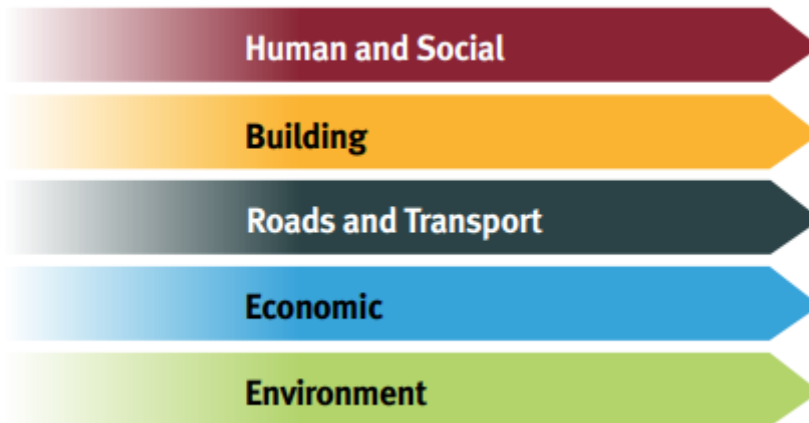 Human and Social
Building
Roads and Transport
Economic
Environment